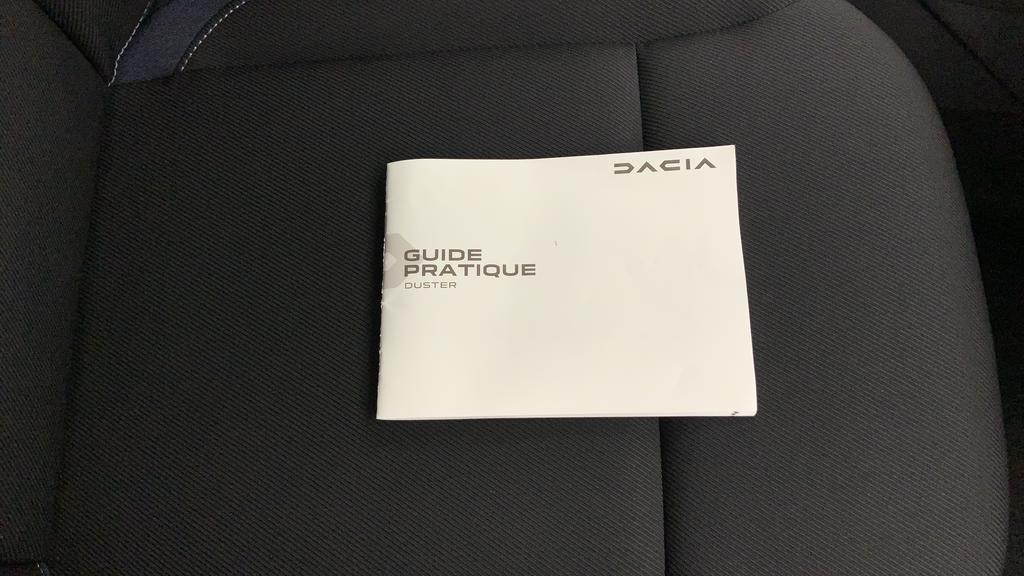 DACIA
GUIDE
PRATIQUE
DUSTER